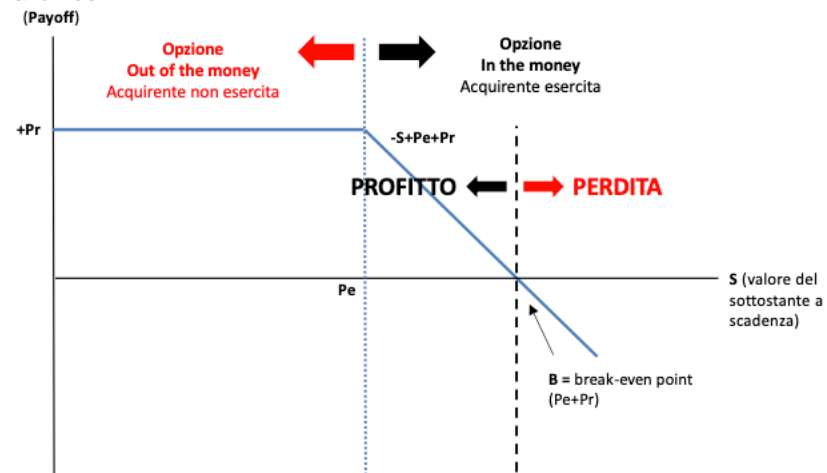 (Payoff)
Opzione
Out of the money
Acquirente non esercita
Opzione
In the money
Acquirente esercita
+Pr
-S+Pe+Pr
PROFITTO
PERDITA
Pe
S (valore del
sottostante a
scadenza)
B = break-even point
(Pe+Pr)